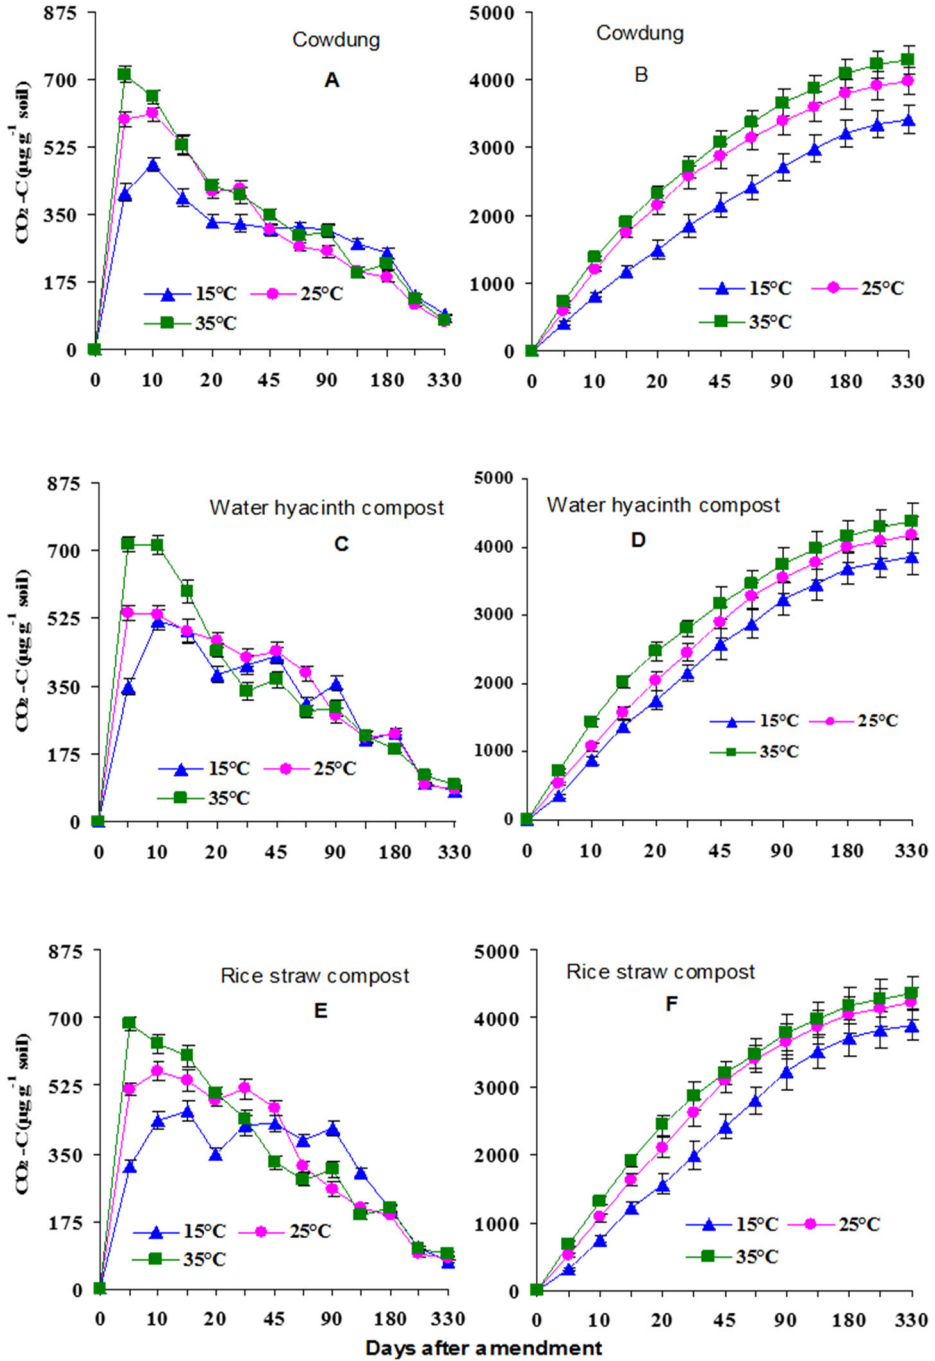 875
700
525
350
175
0
CO₂-C (µg g⁻¹ soil)
Cowdung
A
15°C
25°C
35°C
0 10 20 45 90 180 330
5000
4000
3000
2000
1000
0
Cowdung
B
15°C
25°C
35°C
0 10 20 45 90 180 330
875
700
525
350
175
0
CO₂-C (µg g⁻¹ soil)
Water hyacinth compost
C
15°C
25°C
35°C
0 10 20 45 90 180 330
5000
4000
3000
2000
1000
0
Water hyacinth compost
D
15°C
25°C
35°C
0 10 20 45 90 180 330
875
700
525
350
175
0
CO₂-C (µg g⁻¹ soil)
Rice straw compost
E
15°C
25°C
35°C
0 10 20 45 90 180 330
5000
4000
3000
2000
1000
0
Rice straw compost
F
15°C
25°C
35°C
0 10 20 45 90 180 330
Days after amendment